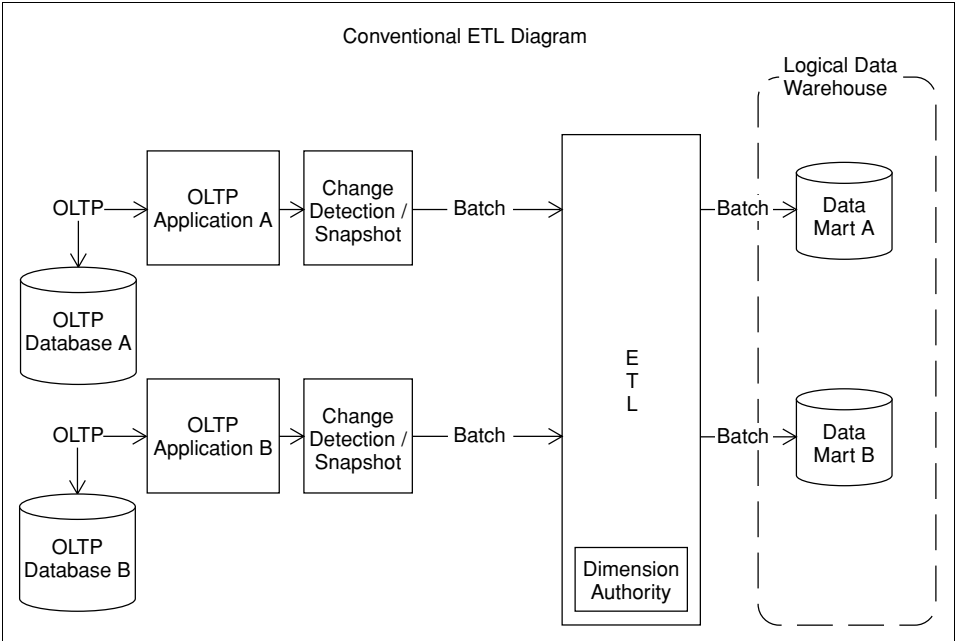 Conventional ETL Diagram
Logical Data
Warehouse
OLTP
OLTP
Application A
Change
Detection /
Snapshot
Batch
Batch
Data
Mart A
OLTP
Database A
E
T
L
OLTP
OLTP
Application B
Change
Detection /
Snapshot
Batch
Batch
Data
Mart B
OLTP
Database B
Dimension
Authority